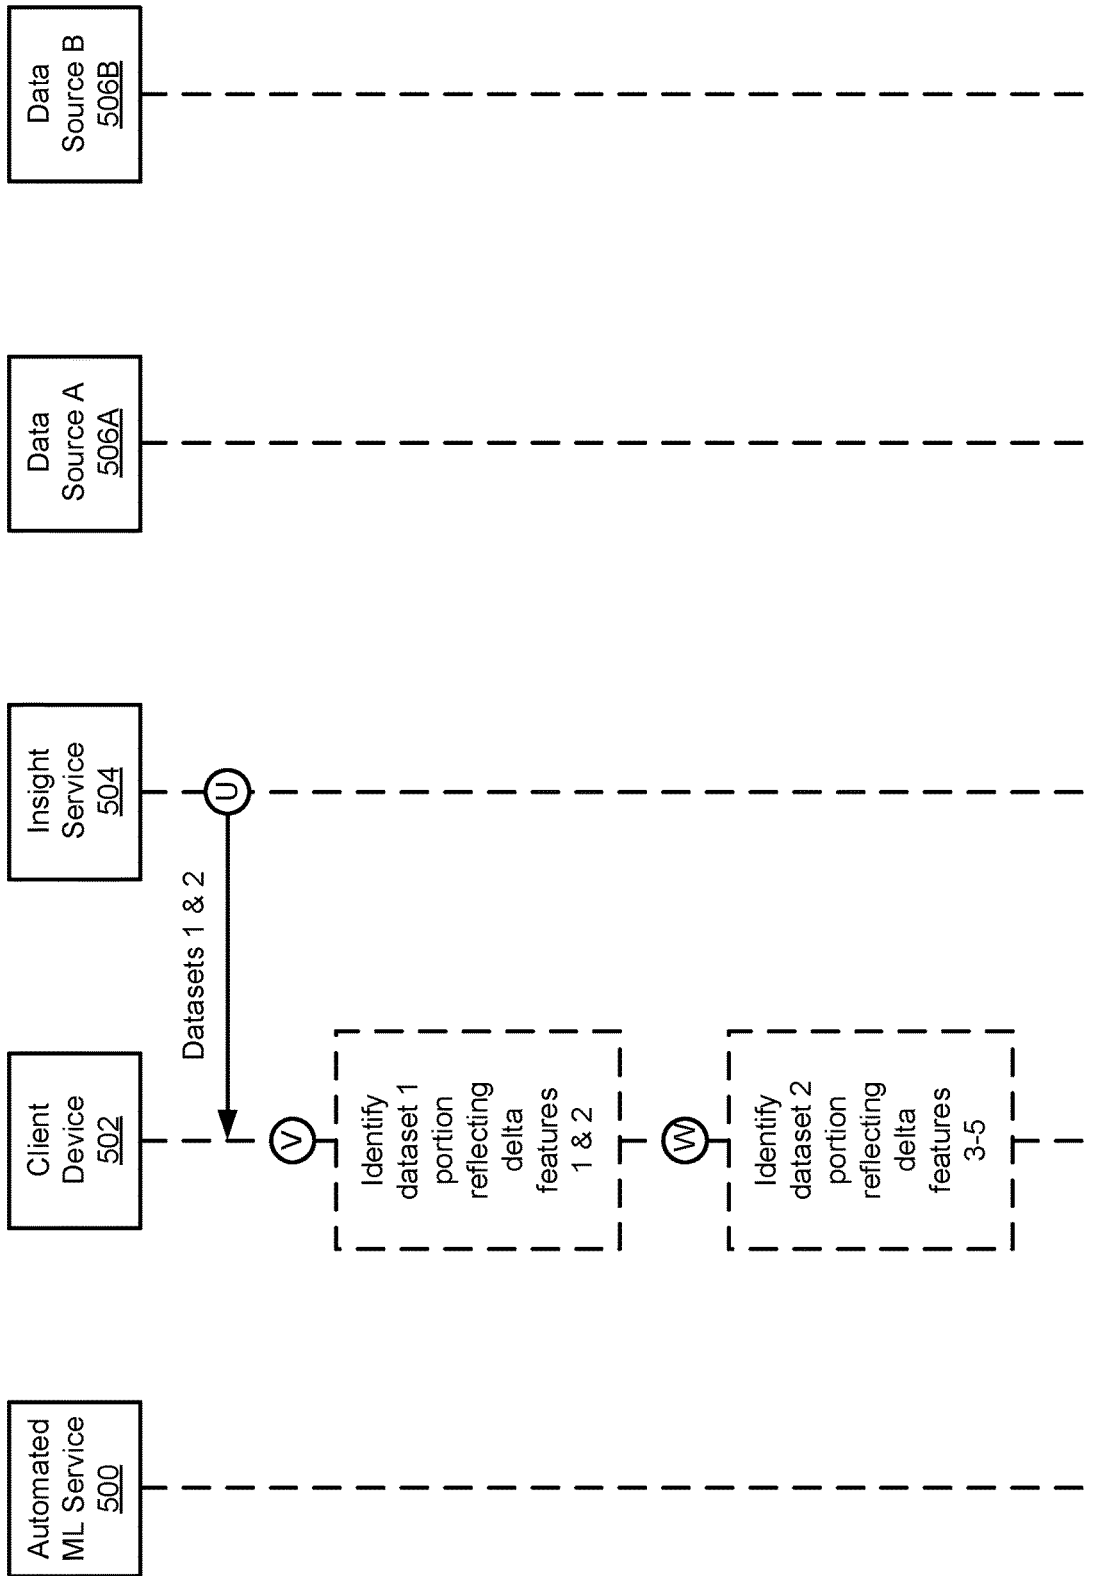 Automated
ML Service
500
Client
Device
502
Insight
Service
504
Data
Source A
506A
Data
Source B
506B
U
Datasets 1 & 2
V
Identify
dataset 1
portion
reflecting
delta
features
1 & 2
W
Identify
dataset 2
portion
reflecting
delta
features
3-5